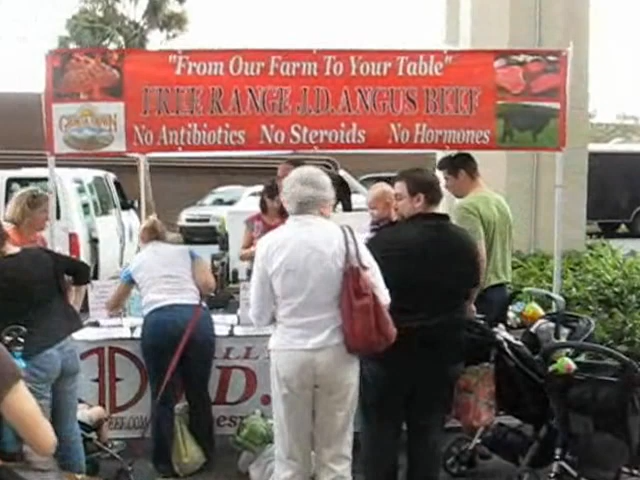 "From Our Farm To Your Table"
FREE RANGE J.D. ANGUS BEEF
No Antibiotics No Steroids No Hormones
J.D.